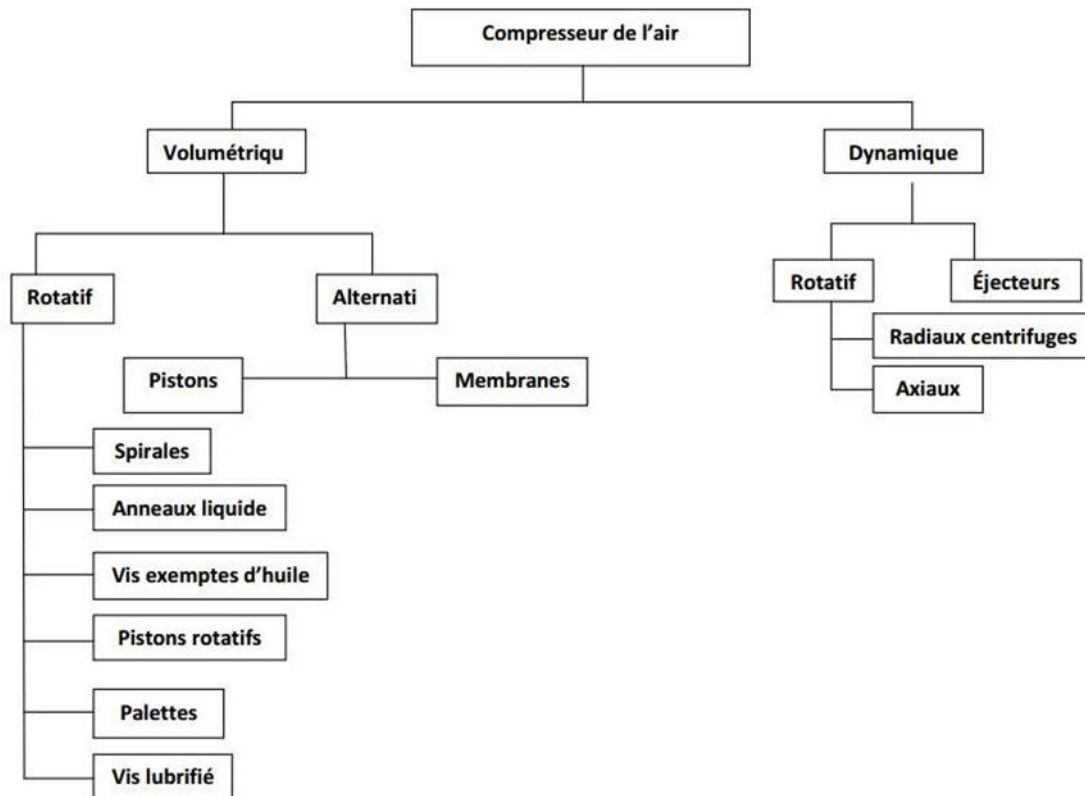 Compresseur de l’air
Volumétriqu
Dynamique
Rotatif
Alternati
Rotatif
Éjecteurs
Radiaux centrifuges
Pistons
Membranes
Axiaux
Spirales
Anneaux liquide
Vis exemptes d’huile
Pistons rotatifs
Palettes
Vis lubrifié